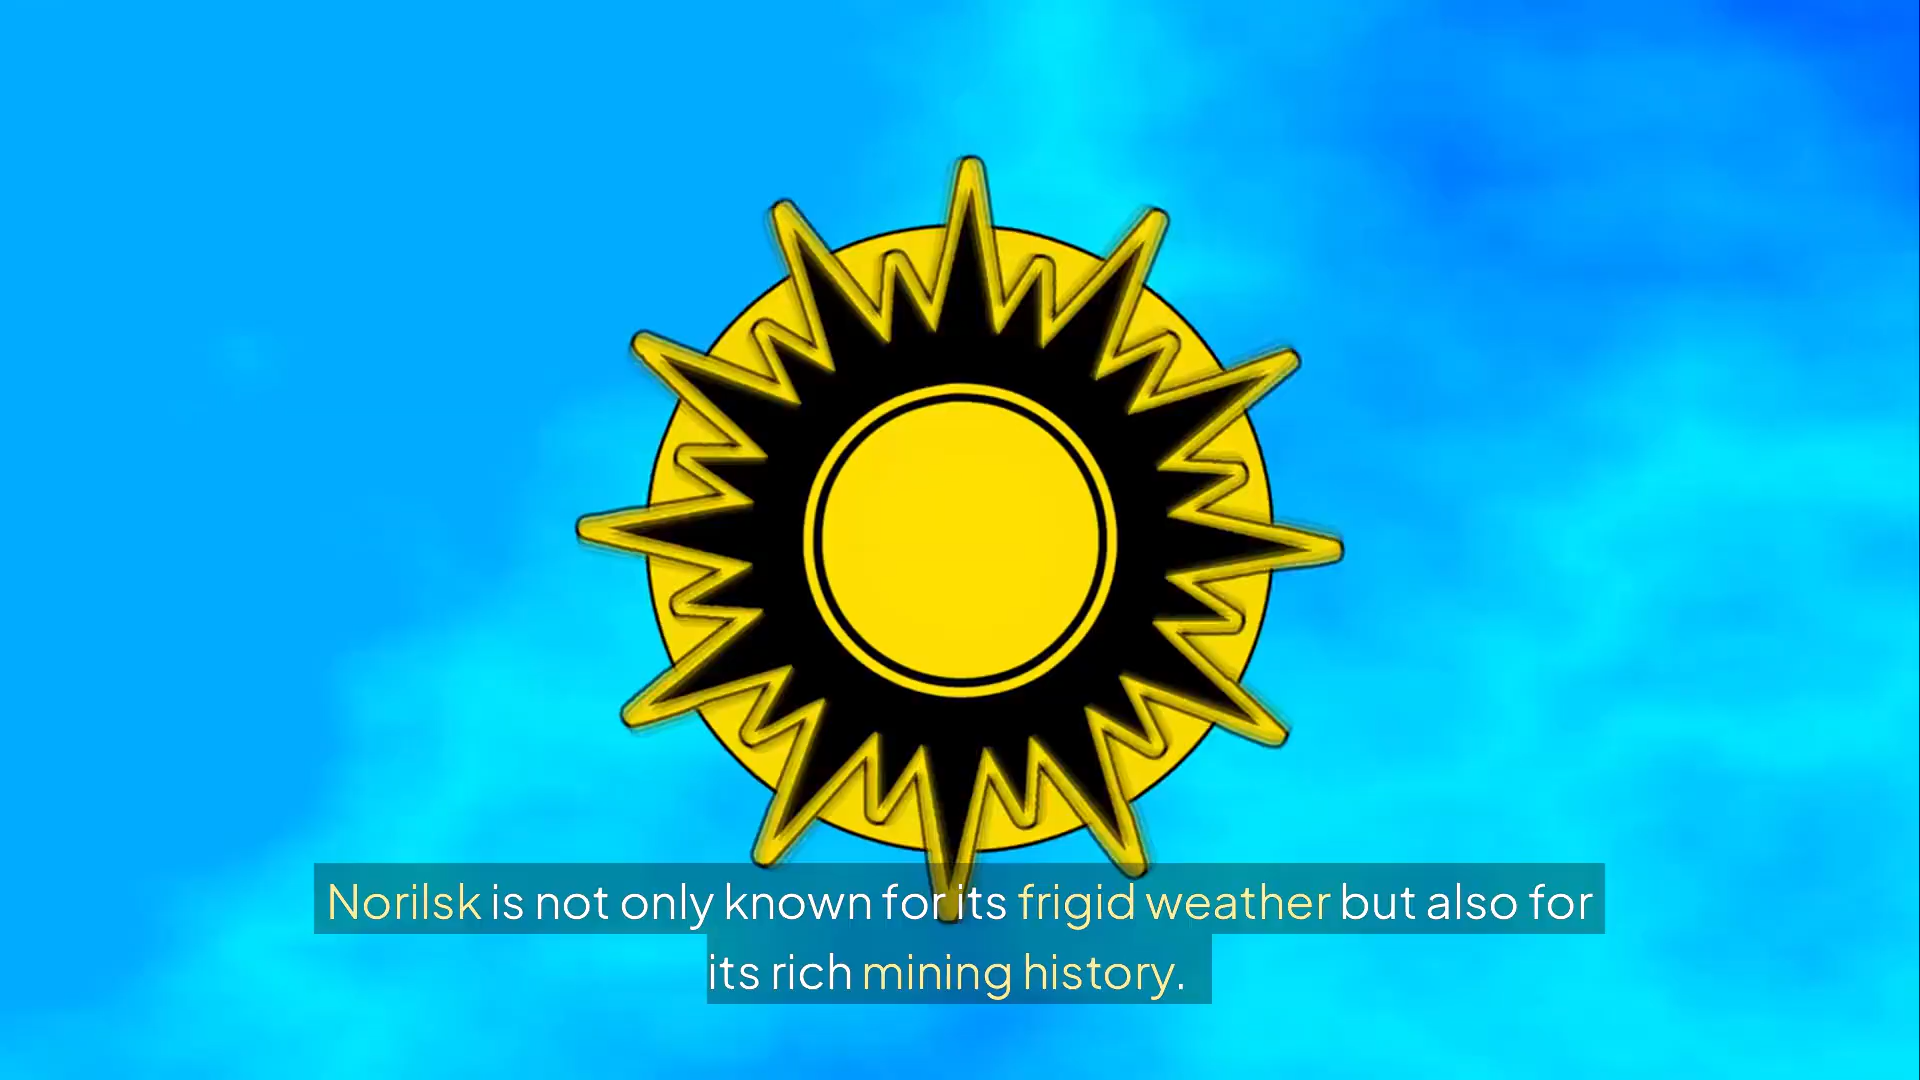 Norilsk is not only known for its frigid weather but also for
its rich mining history.